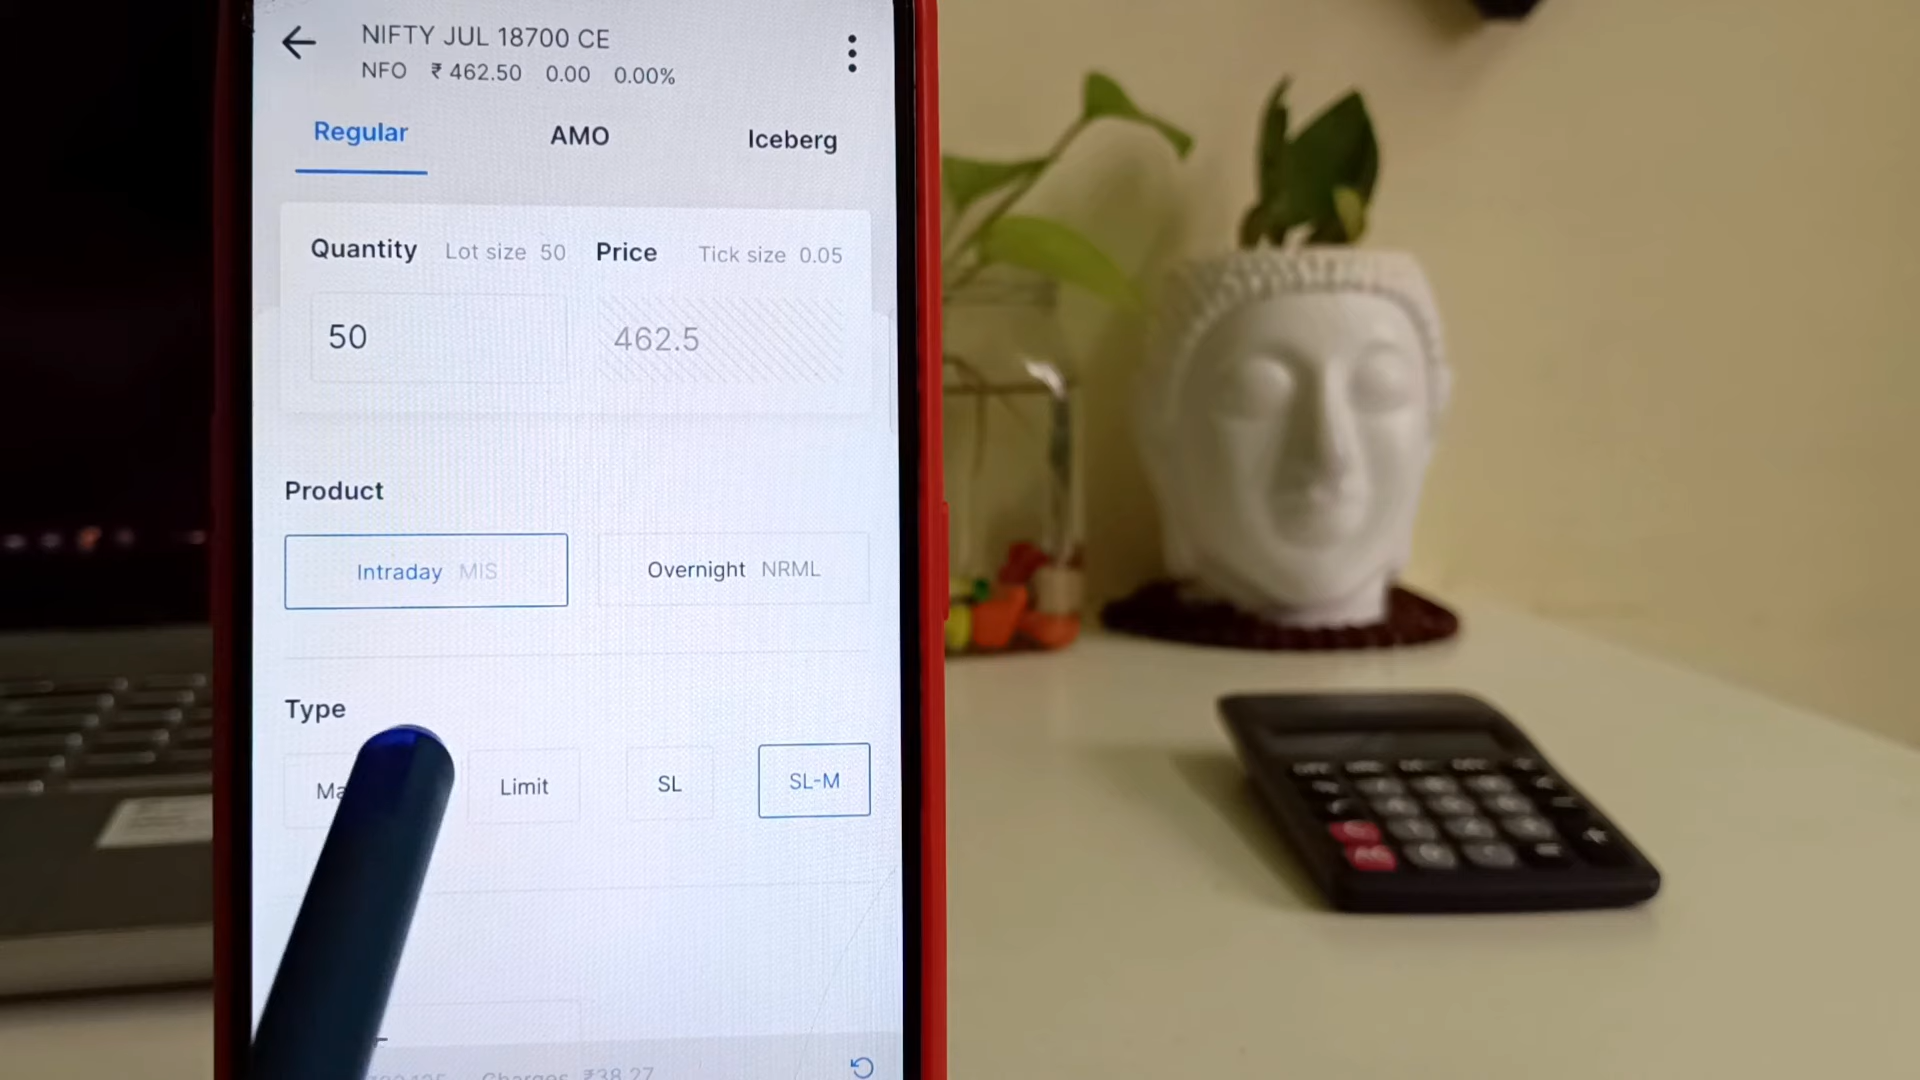 NIFTY JUL 18700 CE
NFO ₹ 462.50 0.00 0.00%
Regular AMO Iceberg
Quantity Lot size 50 Price Tick size 0.05
50 462.5
Product
Intraday MIS Overnight NRML
Type
Limit SL SL-M
Charges ₹38.27